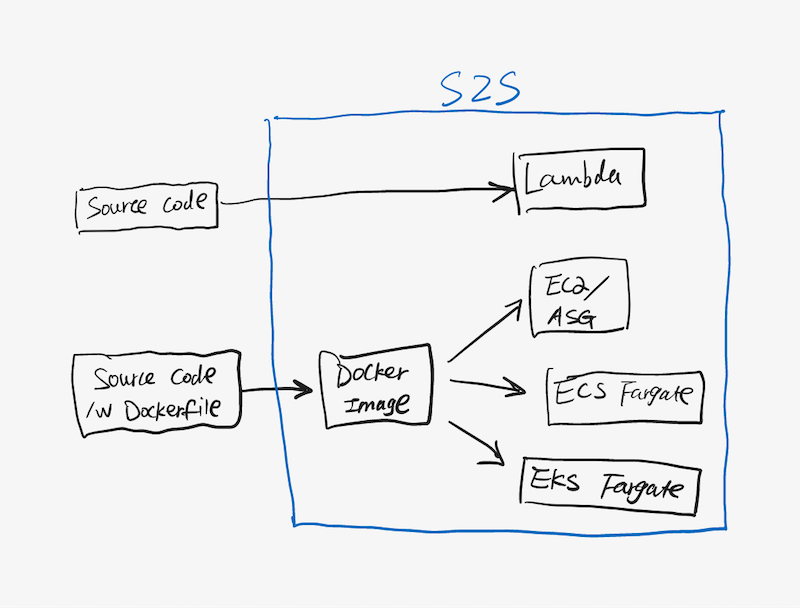 S2S
Source code
Lambda
EC2/
ASG
Source code
/w Dockerfile
Docker
Image
ECS Fargate
EKS Fargate